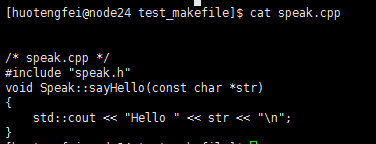 [huotengfei@node24 test_makefile]$ cat speak.cpp
/* speak.cpp */
#include "speak.h"
void Speak::sayHello(const char *str)
{
    std::cout << "Hello " << str << "\n";
}